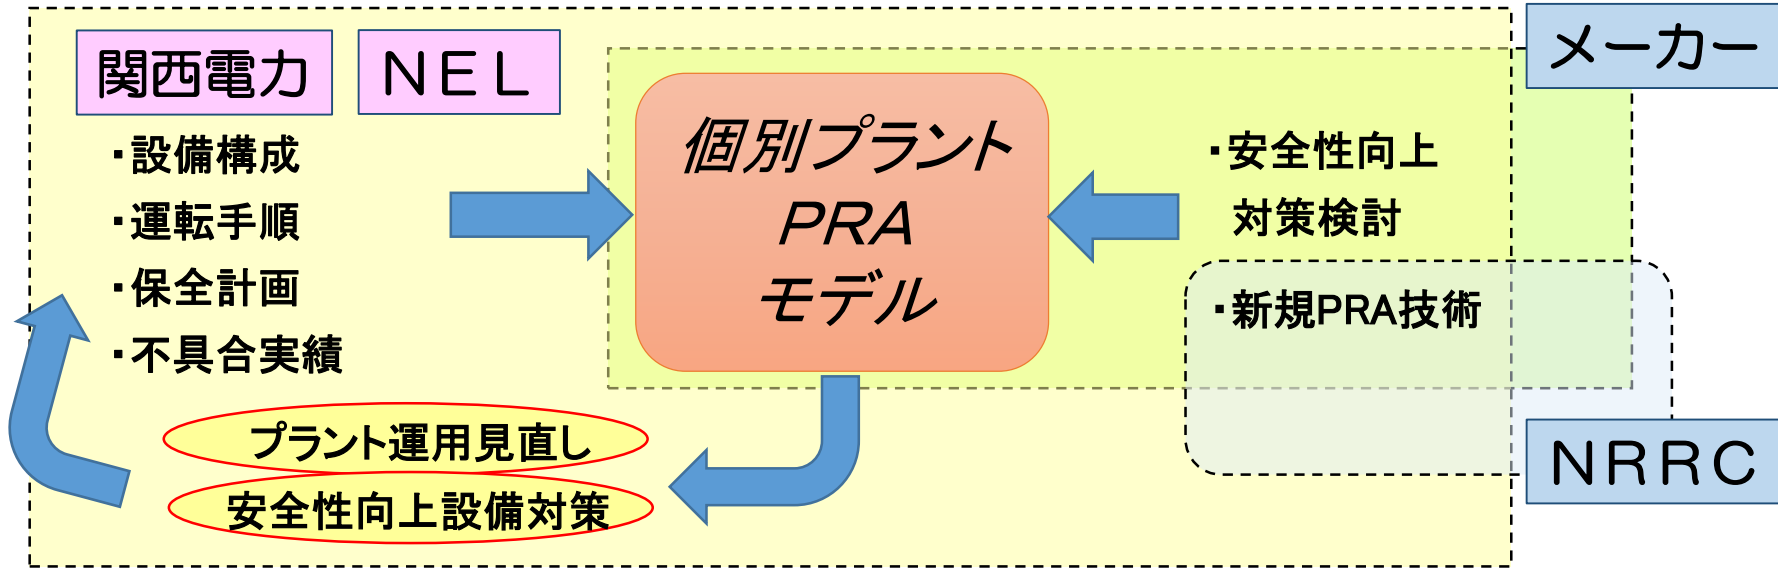 関西電力
ＮＥＬ
・設備構成
・運転手順
・保全計画
・不具合実績
個別プラント
PRA
モデル
メーカー
・安全性向上
対策検討
・新規PRA技術
ＮＲＲＣ
プラント運用見直し
安全性向上設備対策